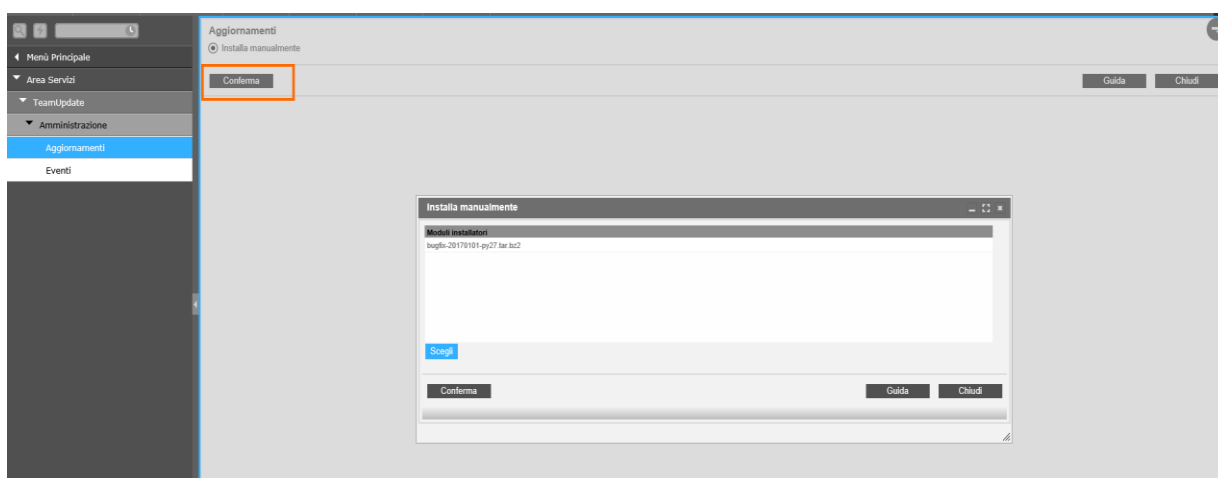 Aggiornamenti
Installa manualmente
Menù Principale
Area Servizi
Conferma
Guida
Chiudi
TeamUpdate
Amministrazione
Aggiornamenti
Eventi
Installa manualmente
Moduli installatori
bugfix-20170101-py27.tar.bz2
Scegli
Conferma
Guida
Chiudi